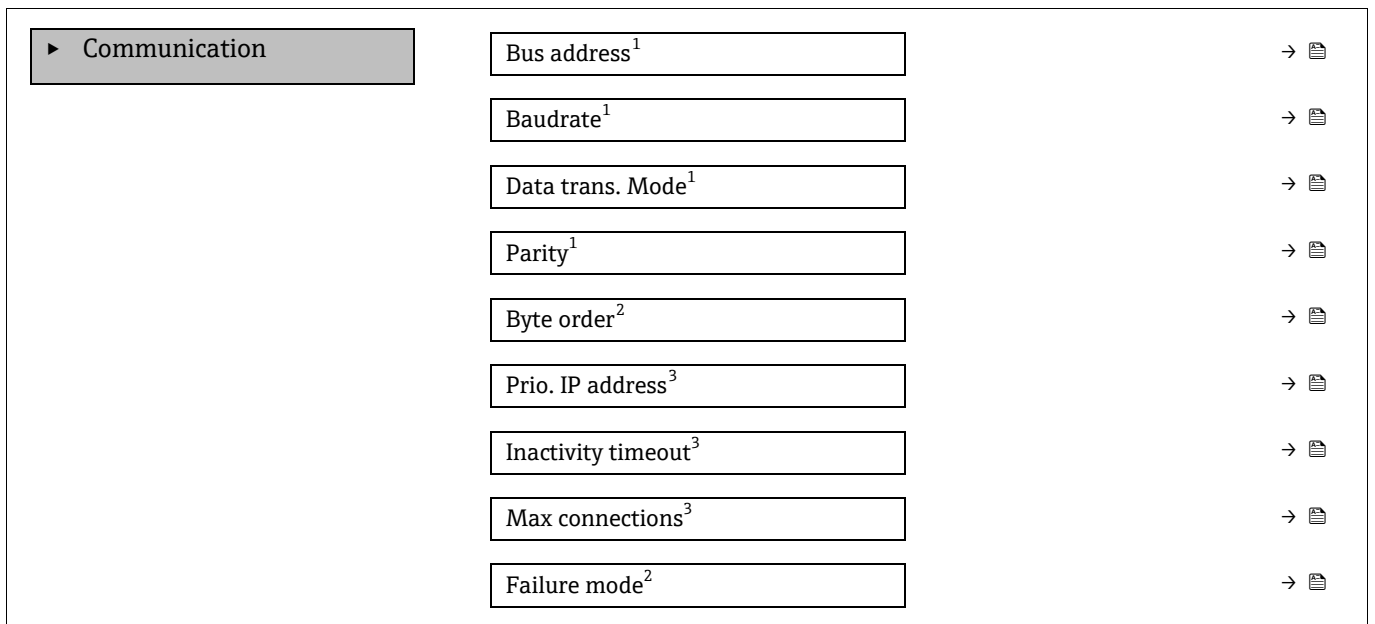 ▶ Communication
Bus address¹ →
Baudrate¹ →
Data trans. Mode¹ →
Parity¹ →
Byte order² →
Prio. IP address³ →
Inactivity timeout³ →
Max connections³ →
Failure mode² →